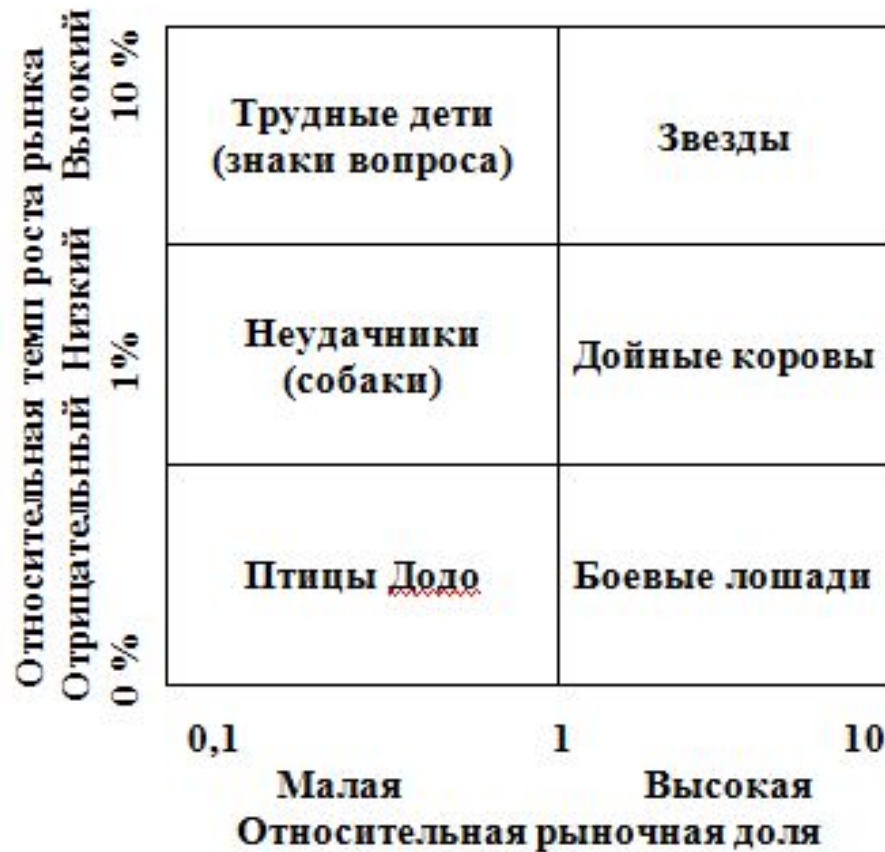 Относительная темп роста рынка
Отрицательный Низкий Высокий
0 % 1% 10 %
Трудные дети
(знаки вопроса)
Звезды
Неудачники
(собаки)
Дойные коровы
Птицы Додо
Боевые лошади
0,1 1 10
Малая Высокая
Относительная рыночная доля